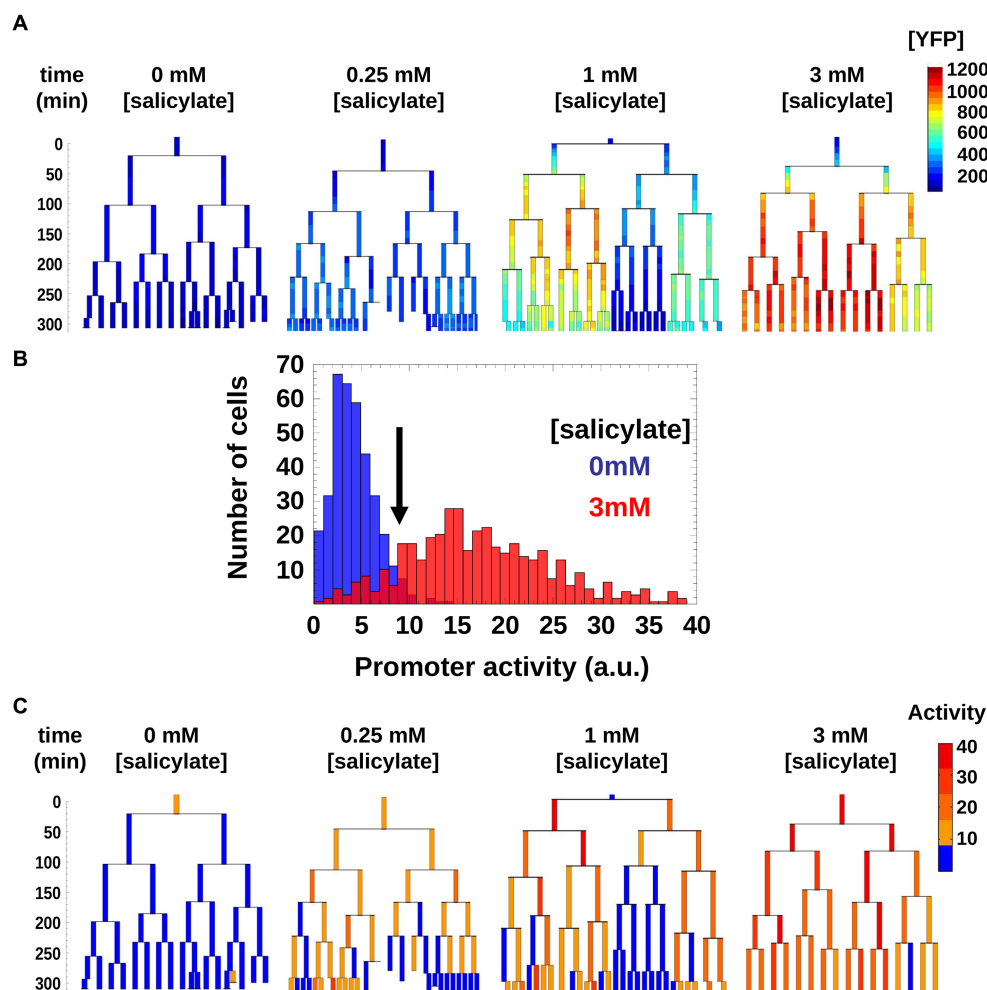 A
[YFP]
time
(min)
0 mM
[salicylate]
0.25 mM
[salicylate]
1 mM
[salicylate]
3 mM
[salicylate]
1200
1000
800
600
400
200
0
50
100
150
200
250
300
B
Number of cells
70
60
50
40
30
20
10
[salicylate]
0mM
3mM
0 5 10 15 20 25 30 35 40
Promoter activity (a.u.)
C
Activity
time
(min)
0 mM
[salicylate]
0.25 mM
[salicylate]
1 mM
[salicylate]
3 mM
[salicylate]
40
30
20
10
0
50
100
150
200
250
300